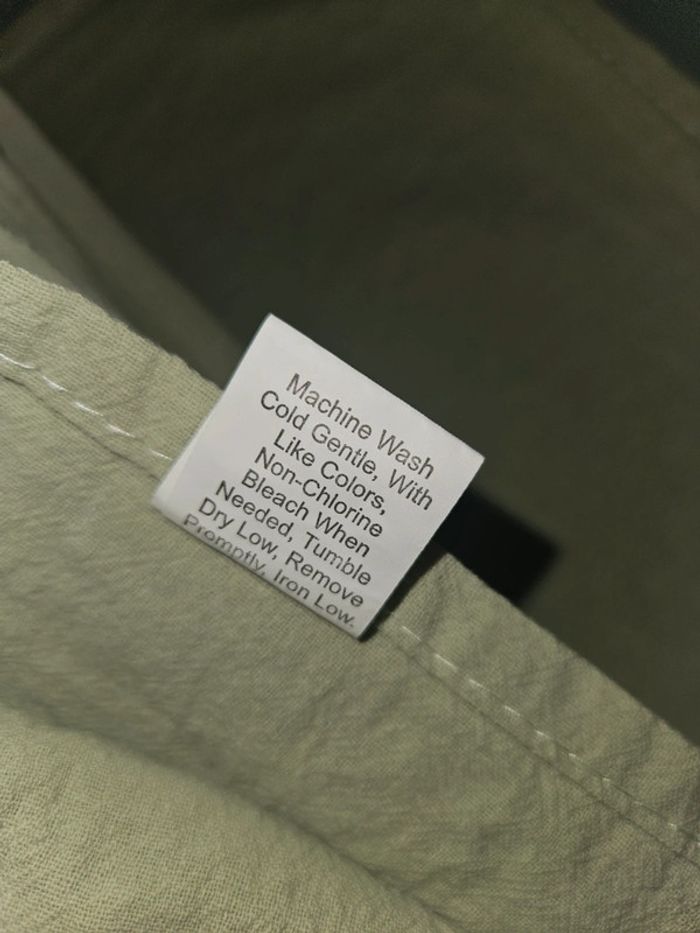 Machine Wash
Cold Gentle, With
Like Colors,
Non-Chlorine
Bleach When
Needed, Tumble
Dry Low, Remove
Promptly, Iron Low.